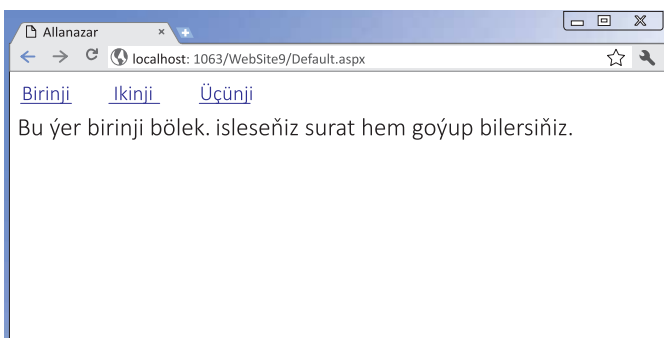 Allanazar
localhost: 1063/WebSite9/Default.aspx
Birinji Ikinji Üçünji
Bu ýer birinji bölek. isleseňiz surat hem goýup bilersiňiz.